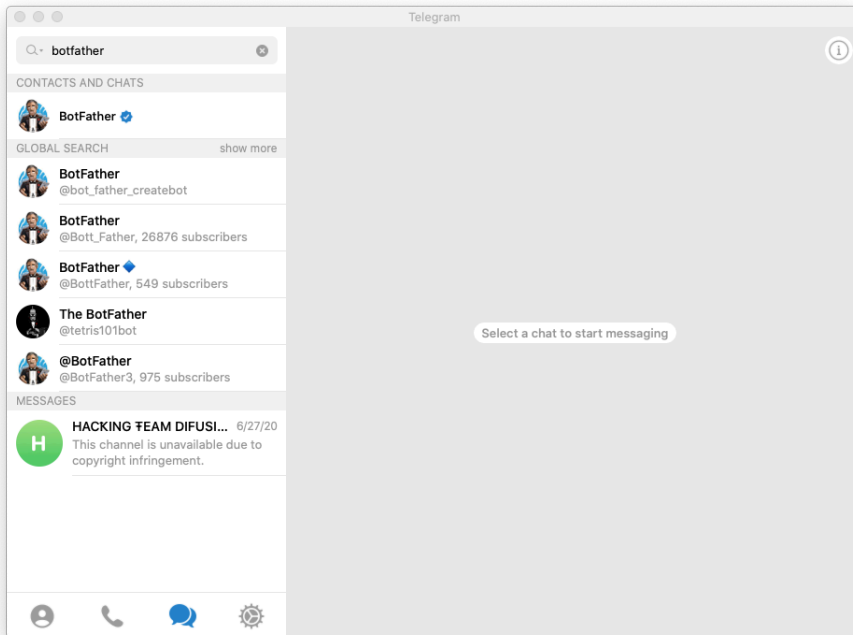 Telegram
botfather
CONTACTS AND CHATS
BotFather
GLOBAL SEARCH show more
BotFather
@bot_father_createbot
BotFather
@Bott_Father, 26876 subscribers
BotFather
@BottFather, 549 subscribers
The BotFather
@tetris101bot
@BotFather
@BotFather3, 975 subscribers
MESSAGES
H
HACKING ŦEAM DIFUSI... 6/27/20
This channel is unavailable due to
copyright infringement.
Select a chat to start messaging